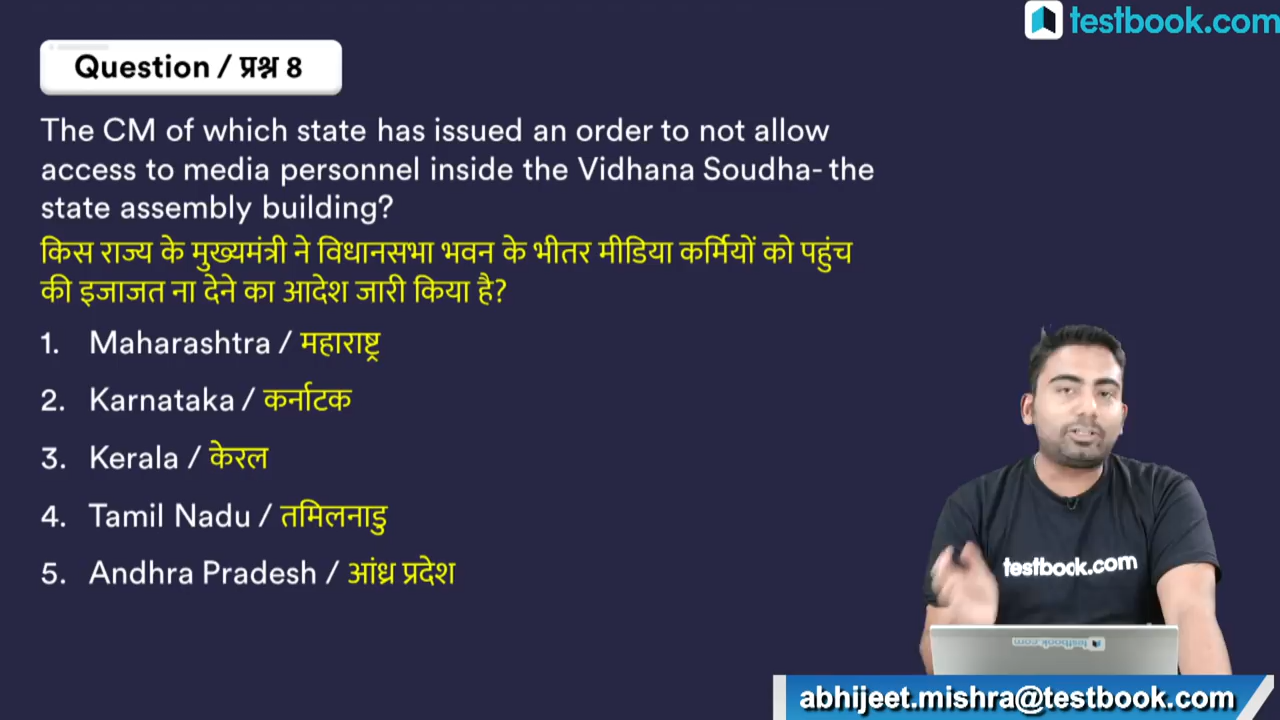 testbook.com
Question / प्रश्न 8
The CM of which state has issued an order to not allow
access to media personnel inside the Vidhana Soudha- the
state assembly building?
किस राज्य के मुख्यमंत्री ने विधानसभा भवन के भीतर मीडिया कर्मियों को पहुंच
की इजाजत ना देने का आदेश जारी किया है?
1. Maharashtra / महाराष्ट्र
2. Karnataka / कर्नाटक
3. Kerala / केरल
4. Tamil Nadu / तमिलनाडु
5. Andhra Pradesh / आंध्र प्रदेश
testbook.com
testbook.com
abhijeet.mishra@testbook.com